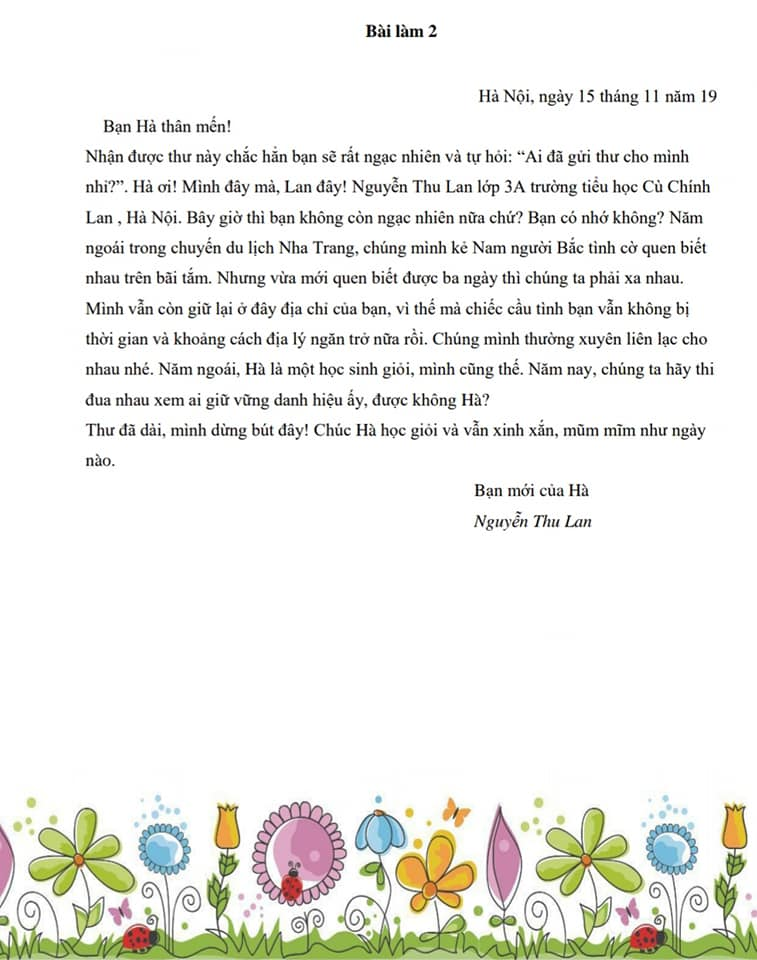 Bài làm 2
Hà Nội, ngày 15 tháng 11 năm 19
Bạn Hà thân mến!
Nhận được thư này chắc hẳn bạn sẽ rất ngạc nhiên và tự hỏi: “Ai đã gửi thư cho mình
nhỉ?”. Hà ơi! Mình đây mà, Lan đây! Nguyễn Thu Lan lớp 3A trường tiểu học Cù Chính
Lan , Hà Nội. Bây giờ thì bạn không còn ngạc nhiên nữa chứ? Bạn có nhớ không? Năm
ngoái trong chuyến du lịch Nha Trang, chúng mình kẻ Nam người Bắc tình cờ quen biết
nhau trên bãi tắm. Nhưng vừa mới quen biết được ba ngày thì chúng ta phải xa nhau.
Mình vẫn còn giữ lại ở đây địa chỉ của bạn, vì thế mà chiếc cầu tình bạn vẫn không bị
thời gian và khoảng cách địa lý ngăn trở nữa rồi. Chúng mình thường xuyên liên lạc cho
nhau nhé. Năm ngoái, Hà là một học sinh giỏi, mình cũng thế. Năm nay, chúng ta hãy thi
đua nhau xem ai giữ vững danh hiệu ấy, được không Hà?
Thư đã dài, mình dừng bút đây! Chúc Hà học giỏi và vẫn xinh xắn, mũm mĩm như ngày
nào.
Bạn mới của Hà
Nguyễn Thu Lan